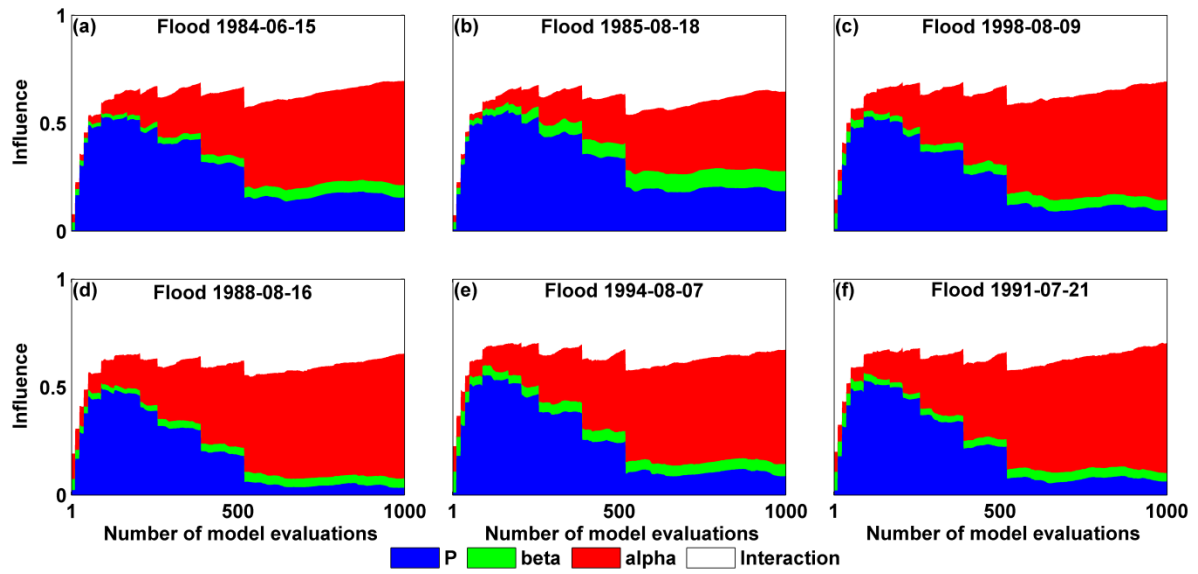 (a) Flood 1984-06-15
(b) Flood 1985-08-18
(c) Flood 1998-08-09
1
0.5
0
Influence
(d) Flood 1988-08-16
(e) Flood 1994-08-07
(f) Flood 1991-07-21
1
0.5
0
Influence
1 500 1000
1 500 1000
1 500 1000
Number of model evaluations
Number of model evaluations
Number of model evaluations
P beta alpha Interaction